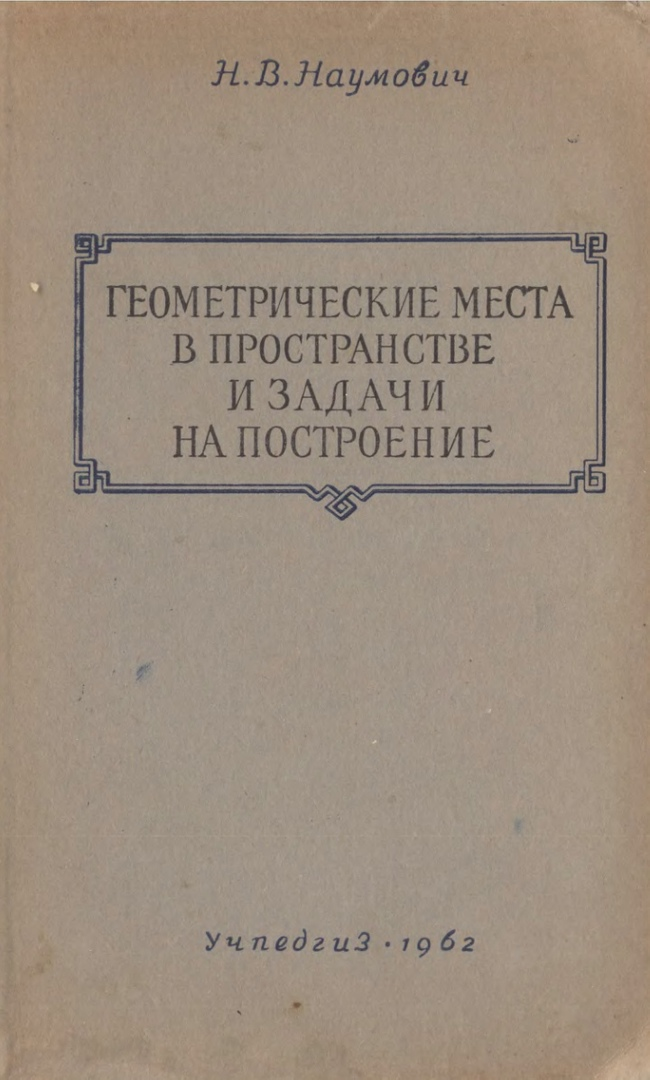 Н. В. Наумович
ГЕОМЕТРИЧЕСКИЕ МЕСТА
В ПРОСТРАНСТВЕ
И ЗАДАЧИ
НА ПОСТРОЕНИЕ
Учпедгиз · 1962